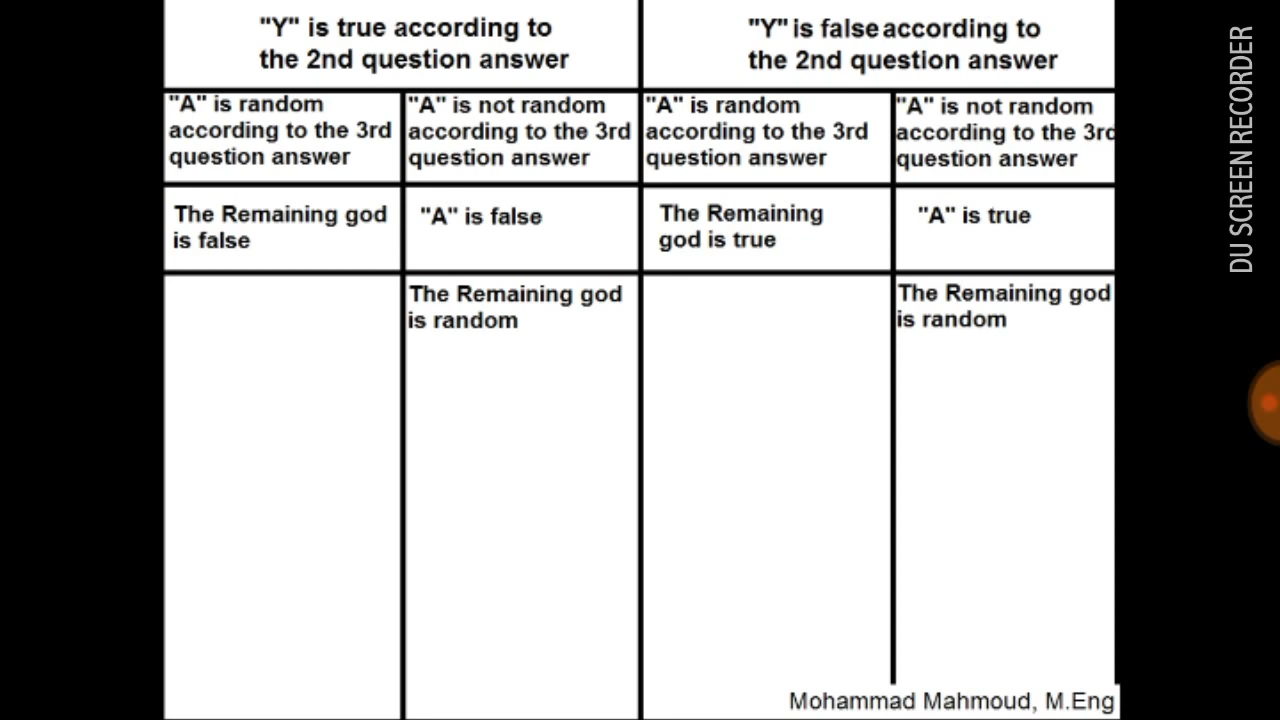 "Y" is true according to
the 2nd question answer
"Y" is false according to
the 2nd question answer
"A" is random
according to the 3rd
question answer
"A" is not random
according to the 3rd
question answer
"A" is random
according to the 3rd
question answer
"A" is not random
according to the 3rd
question answer
The Remaining god
is false
"A" is false
The Remaining
god is true
"A" is true
The Remaining god
is random
The Remaining god
is random
Mohammad Mahmoud, M.Eng
DU SCREEN RECORDER